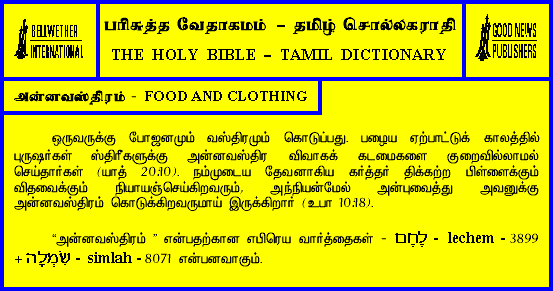 BELLWETHER
INTERNATIONAL
பரிசுத்த வேதாகமம் – தமிழ் சொல்லகராதி
THE HOLY BIBLE – TAMIL DICTIONARY
GOOD NEWS
PUBLISHERS
அன்னவஸ்திரம் - FOOD AND CLOTHING
ஒருவருக்கு போஜனமும் வஸ்திரமும் கொடுப்பது. பழைய ஏற்பாட்டுக் காலத்தில்
புருஷர்கள் ஸ்திரீகளுக்கு அன்னவஸ்திர விவாகக் கடமைகளை குறைவில்லாமல்
செய்தார்கள் (யாத் 20:10). நம்முடைய தேவனாகிய கர்த்தர் திக்கற்ற பிள்ளைக்கும்
விதவைக்கும் நியாயஞ்செய்கிறவரும், அந்நியன்மேல் அன்புவைத்து அவனுக்கு
அன்னவஸ்திரம் கொடுக்கிறவருமாய் இருக்கிறார் (உபா 10:18).
“அன்னவஸ்திரம் ” என்பதற்கான எபிரெய வார்த்தைகள் - לֶחֶם - lechem - 3899
+ שִׂמְלָה - simlah - 8071 என்பனவாகும்.